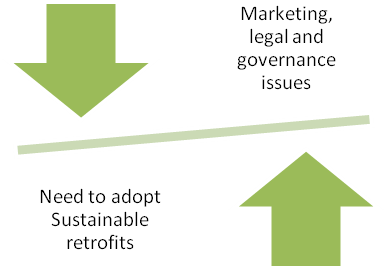 Marketing,
legal and
governance
issues
Need to adopt
Sustainable
retrofits